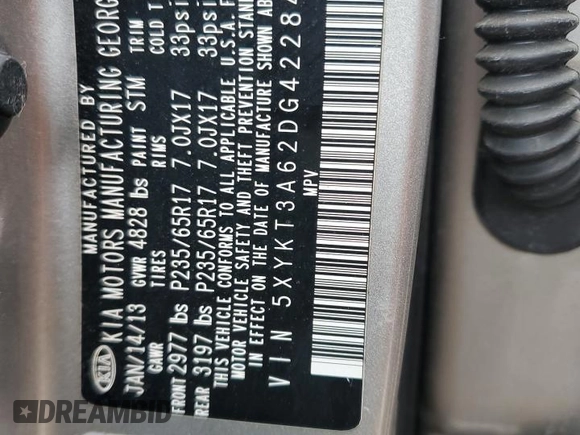 MANUFACTURED BY
KIA KIA MOTORS MANUFACTURING GEORG
JAN/14/13 GVWR 4828 lbs PAINT STM TRIM
GAWR TIRES RIMS COLD T
FRONT 2977 lbs P235/65R17 7.0JX17 33psi
REAR 3197 lbs P235/65R17 7.0JX17 33psi
THIS VEHICLE CONFORMS TO ALL APPLICABLE U.S.A. F
MOTOR VEHICLE SAFETY AND THEFT PREVENTION STAN
IN EFFECT ON THE DATE OF MANUFACTURE SHOWN AB
VIN 5XYKT3A62DG42284
MPV
DREAMBID